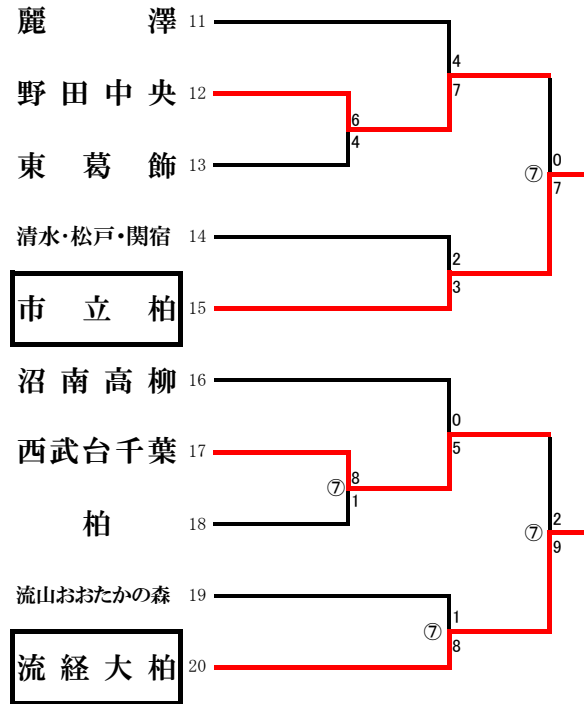 麗澤 11
4
野田中央 12
7
6
4
東葛飾 13
0
⑦
7
清水・松戸・関宿 14
2
市立柏 15
3
沼南高柳 16
0
西武台千葉 17
5
8
⑦
1
柏 18
2
⑦
9
流山おおたかの森 19
1
⑦
8
流経大柏 20